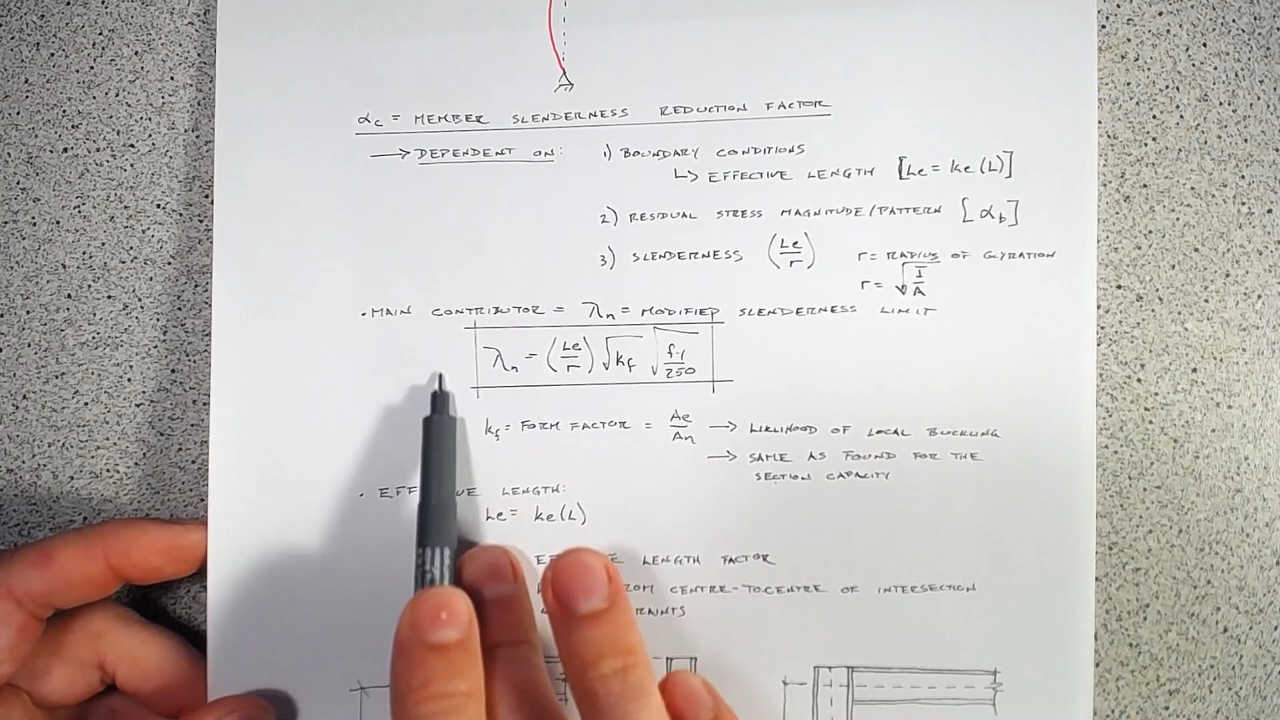 αc = MEMBER SLENDERNESS REDUCTION FACTOR
→ DEPENDENT ON: 1) BOUNDARY CONDITIONS
↳ EFFECTIVE LENGTH [Le = ke(L)]
2) RESIDUAL STRESS MAGNITUDE/PATTERN [αb]
3) SLENDERNESS (Le/r) r = RADIUS OF GYRATION
r = √(I/A)
• MAIN CONTRIBUTOR = λn = MODIFIED SLENDERNESS LIMIT
λn = (Le/r) √kf √(fy/250)
kf = FORM FACTOR = Ae/An → LIKLIHOOD OF LOCAL BUCKLING
→ SAME AS FOUND FOR THE
SECTION CAPACITY
• LENGTH:
Le = ke(L)
LENGTH FACTOR
CENTRE-TO-CENTRE OF INTERSECTION